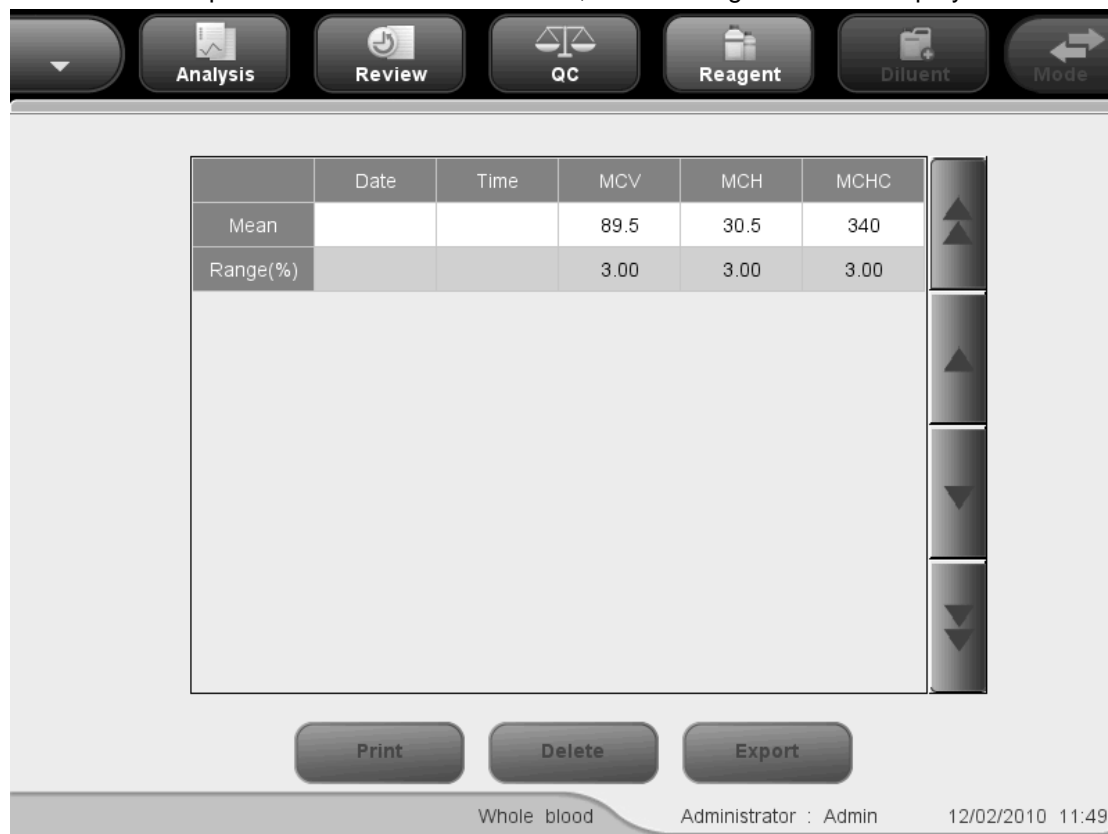 Analysis Review QC Reagent Diluent Mode
Date Time MCV MCH MCHC
Mean 89.5 30.5 340
Range(%) 3.00 3.00 3.00
Print Delete Export
Whole blood Administrator : Admin 12/02/2010 11:49